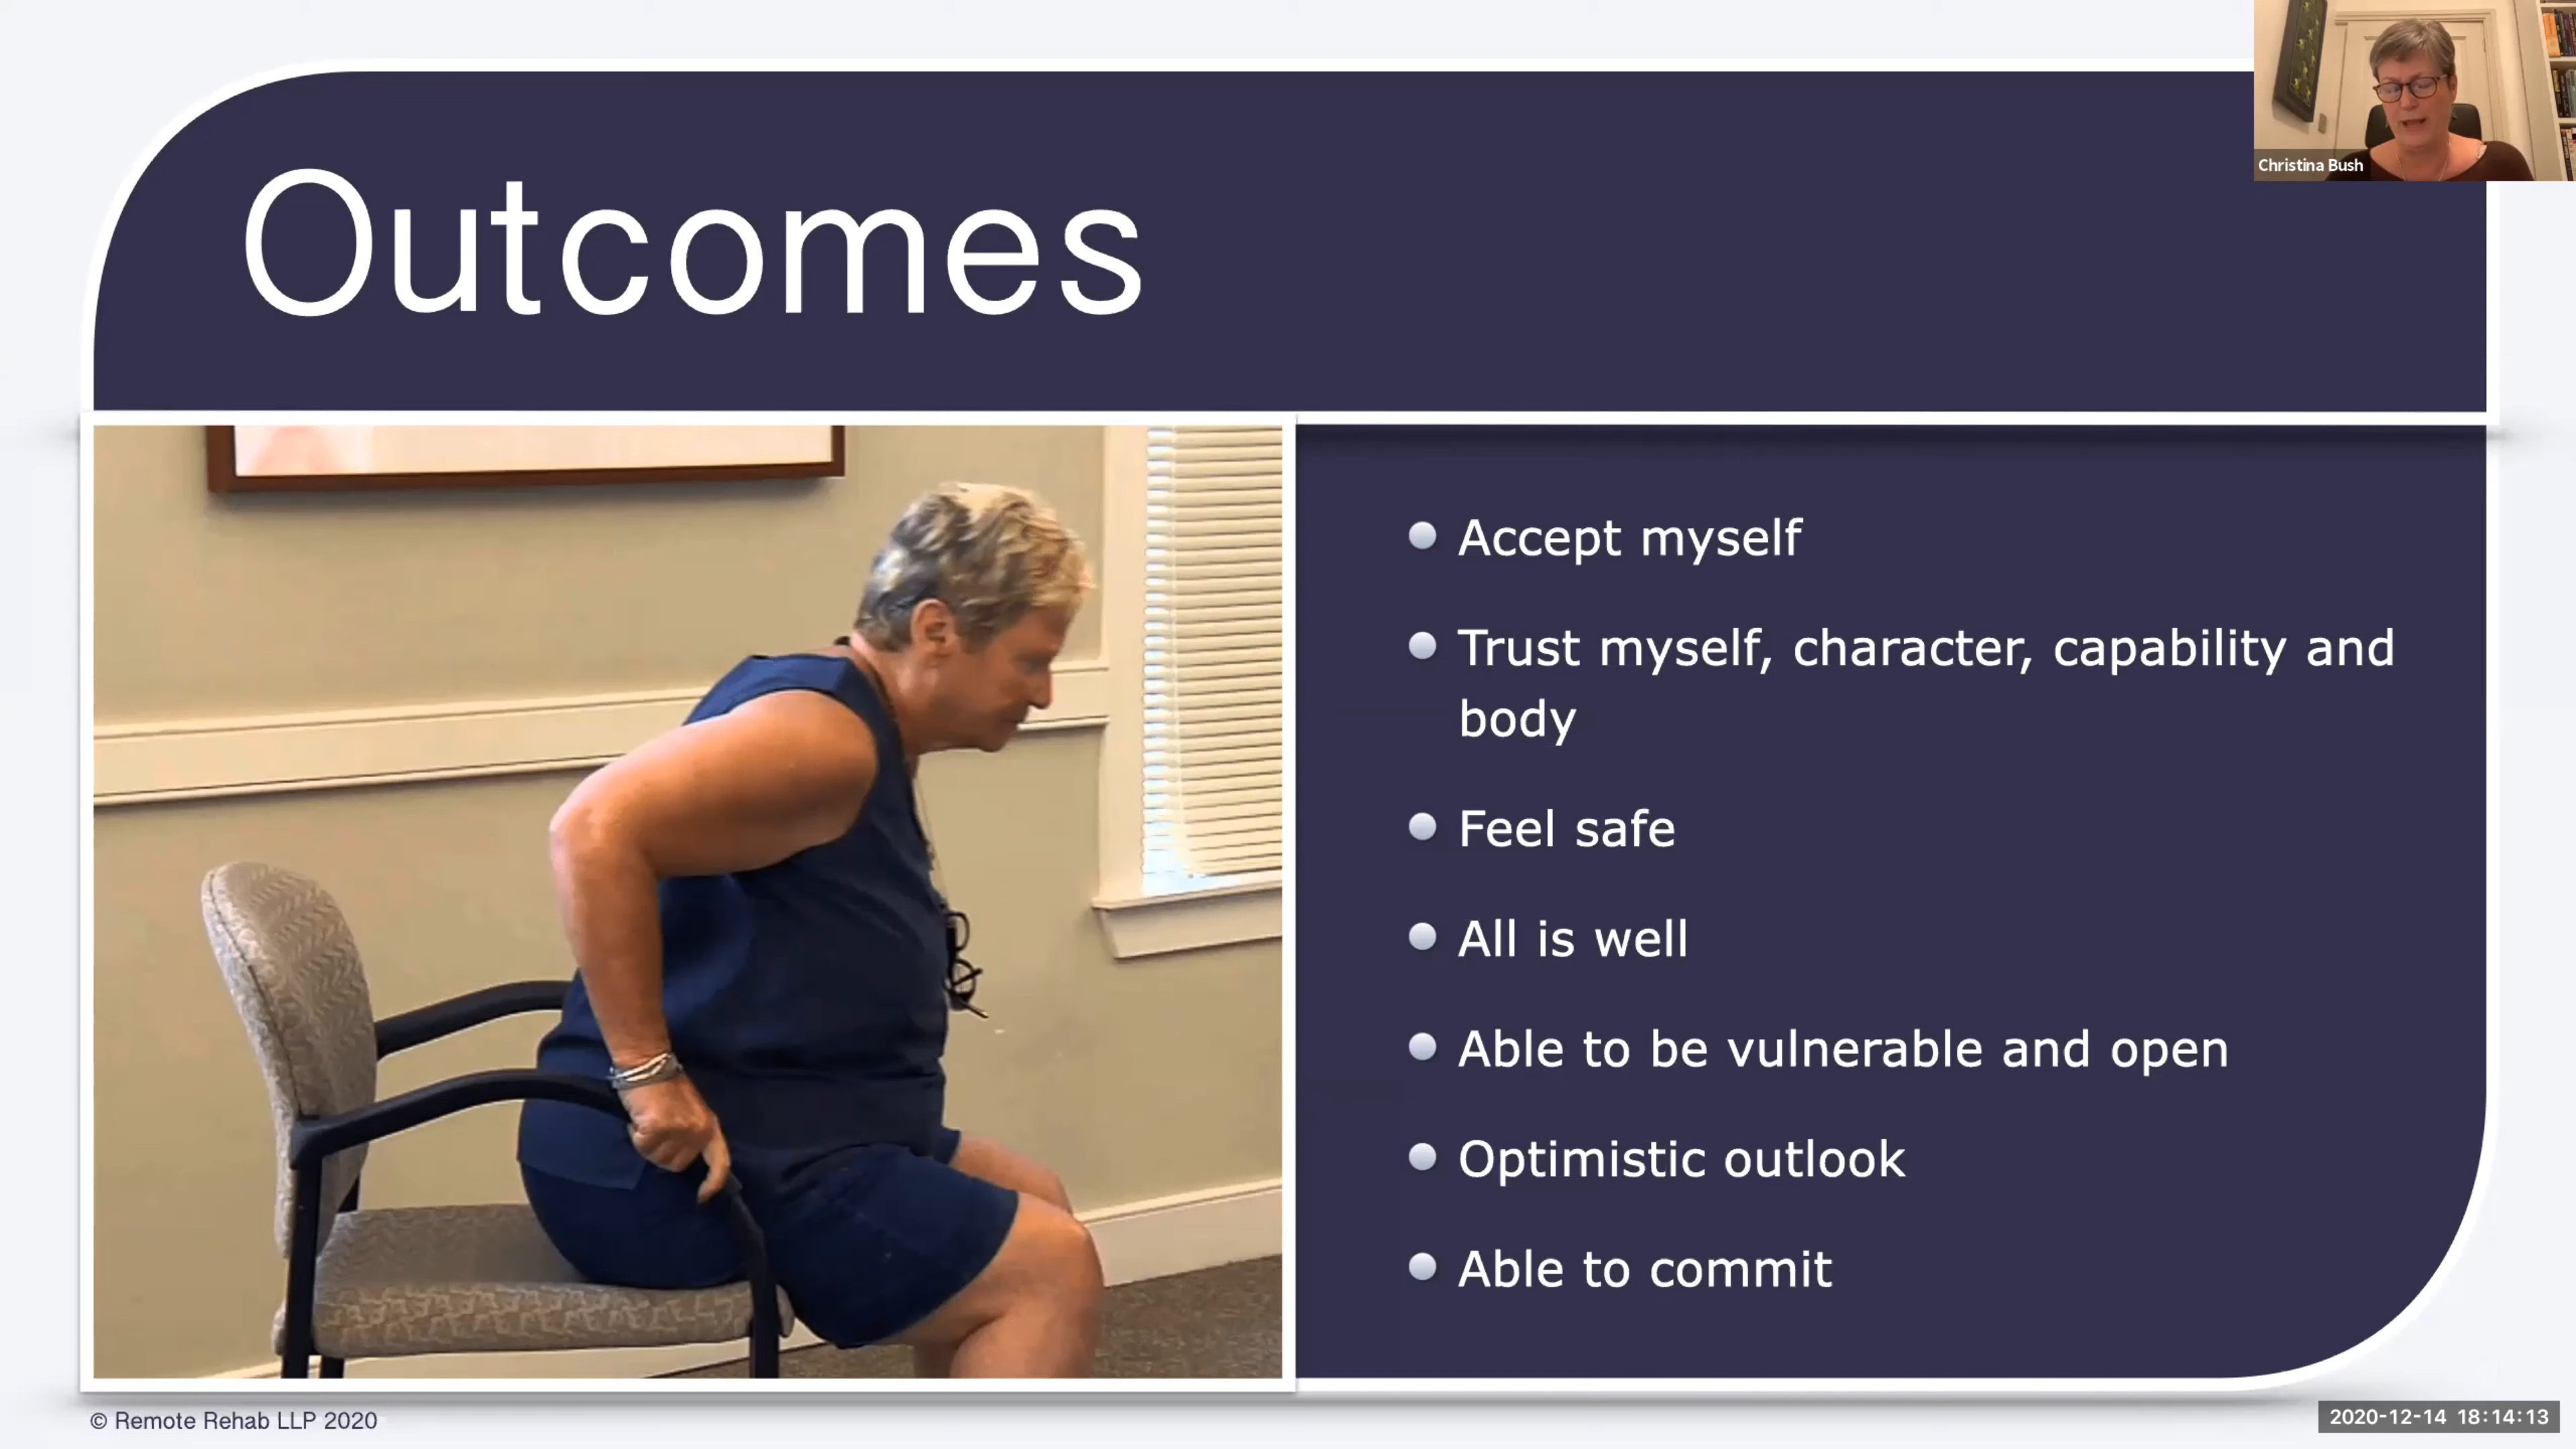 Christina Bush
Outcomes
Accept myself
Trust myself, character, capability and
body
Feel safe
All is well
Able to be vulnerable and open
Optimistic outlook
Able to commit
© Remote Rehab LLP 2020
2020-12-14 18:14:13